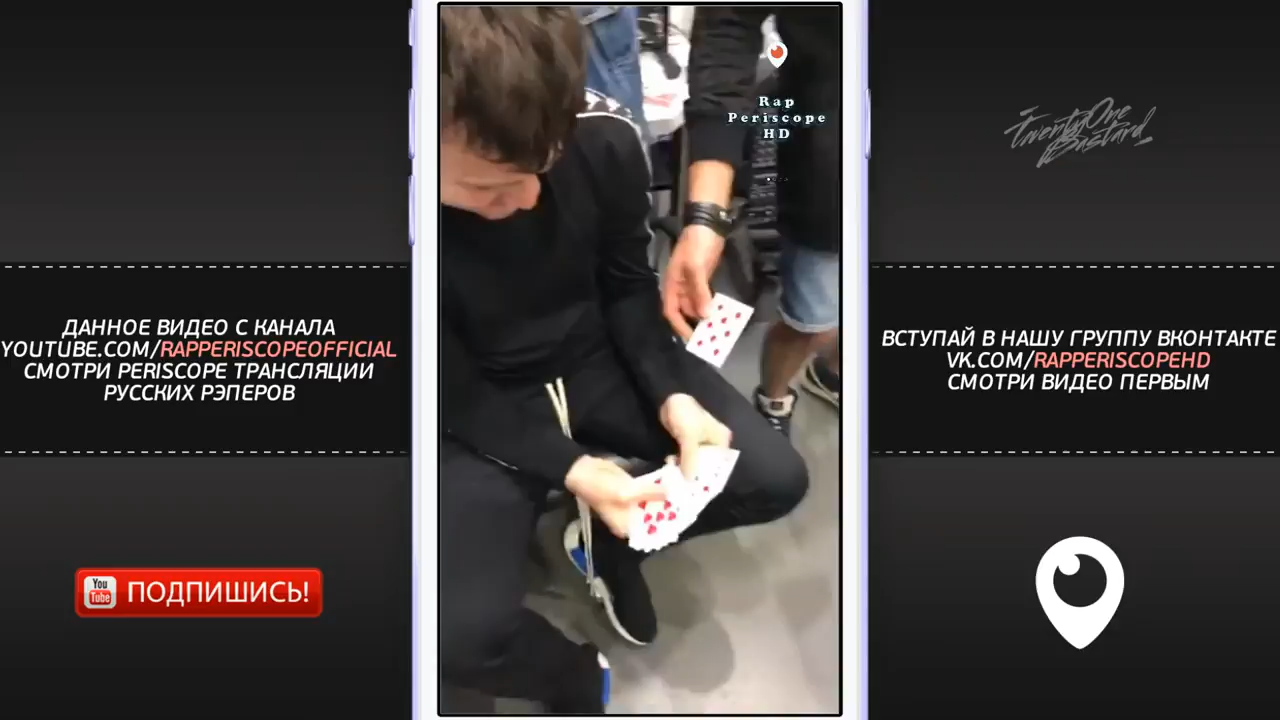 Rap
Periscope
HD
TwentyOne
Bastard
ДАННОЕ ВИДЕО С КАНАЛА
YOUTUBE.COM/RAPPERISCOPEOFFICIAL
СМОТРИ PERISCOPE ТРАНСЛЯЦИИ
РУССКИХ РЭПЕРОВ
ВСТУПАЙ В НАШУ ГРУППУ ВКОНТАКТЕ
VK.COM/RAPPERISCOPEHD
СМОТРИ ВИДЕО ПЕРВЫМ
You
Tube
ПОДПИШИСЬ!